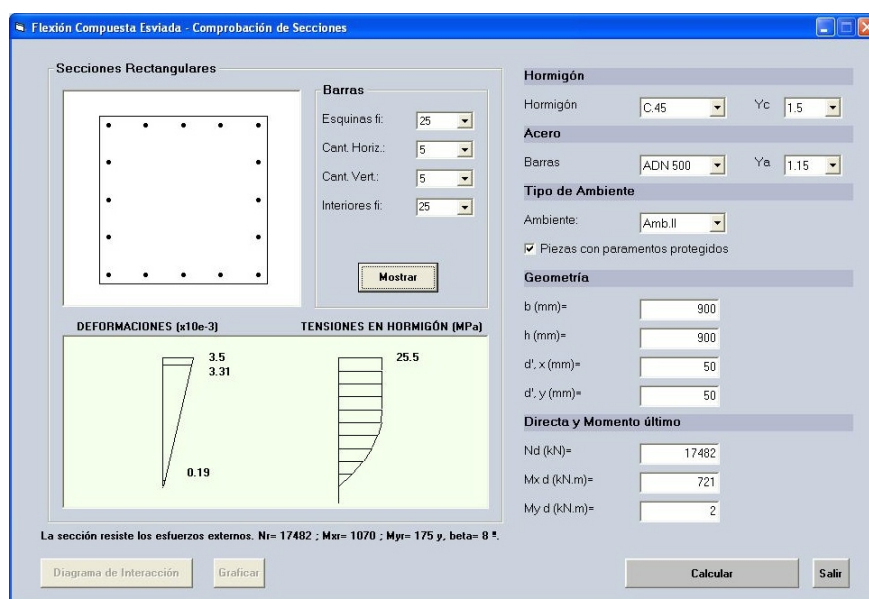 Flexión Compuesta Esviada - Comprobación de Secciones
Secciones Rectangulares
Barras
Esquinas fi: 25
Cant. Horiz.: 5
Cant. Vert.: 5
Interiores fi: 25
Mostrar
DEFORMACIONES (x10e-3)
TENSIONES EN HORMIGÓN (MPa)
3.5
3.31
0.19
25.5
La sección resiste los esfuerzos externos. Nr= 17482 ; Mxr= 1070 ; Myr= 175 y, beta= 8 º.
Diagrama de Interacción
Graficar
Hormigón
Hormigón C.45 Yc 1.5
Acero
Barras ADN 500 Ya 1.15
Tipo de Ambiente
Ambiente: Amb.II
Piezas con paramentos protegidos
Geometría
b (mm)= 900
h (mm)= 900
d', x (mm)= 50
d', y (mm)= 50
Directa y Momento último
Nd (kN)= 17482
Mx d (kN.m)= 721
My d (kN.m)= 2
Calcular
Salir